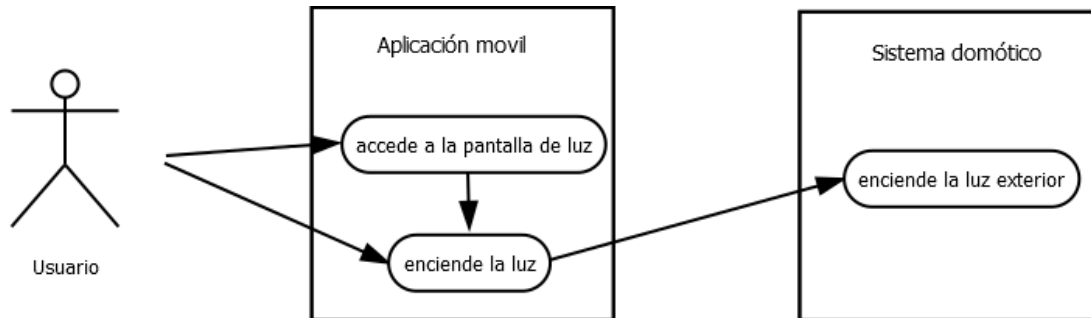 Aplicación movil
Sistema domótico
accede a la pantalla de luz
enciende la luz exterior
enciende la luz
Usuario